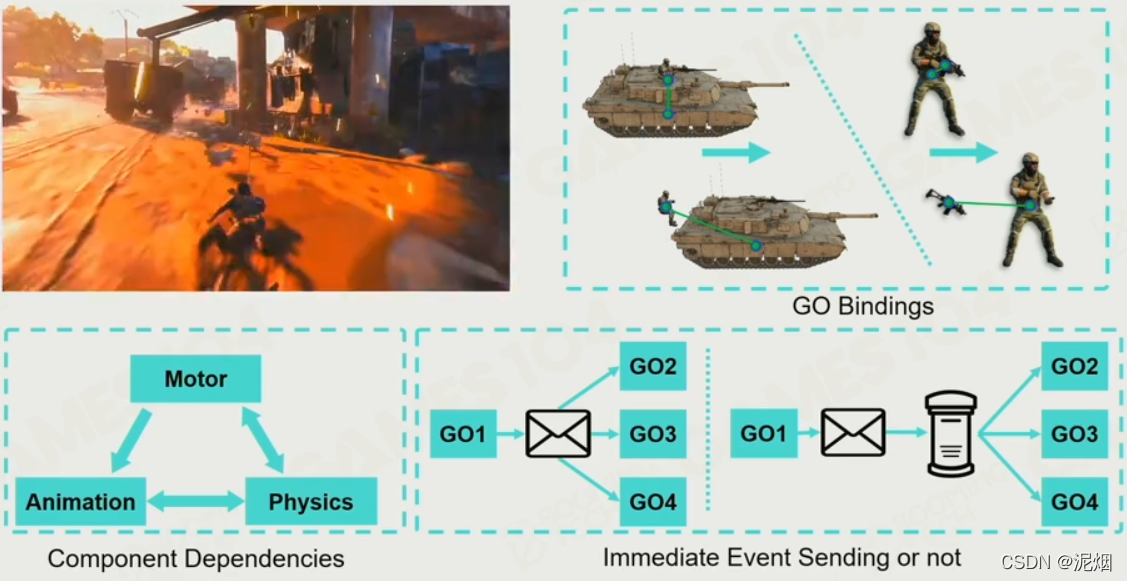 GO Bindings
Motor
Animation
Physics
Component Dependencies
GO1
GO2
GO3
GO4
GO1
GO2
GO3
GO4
Immediate Event Sending or not
CSDN @泥烟
GAMES104